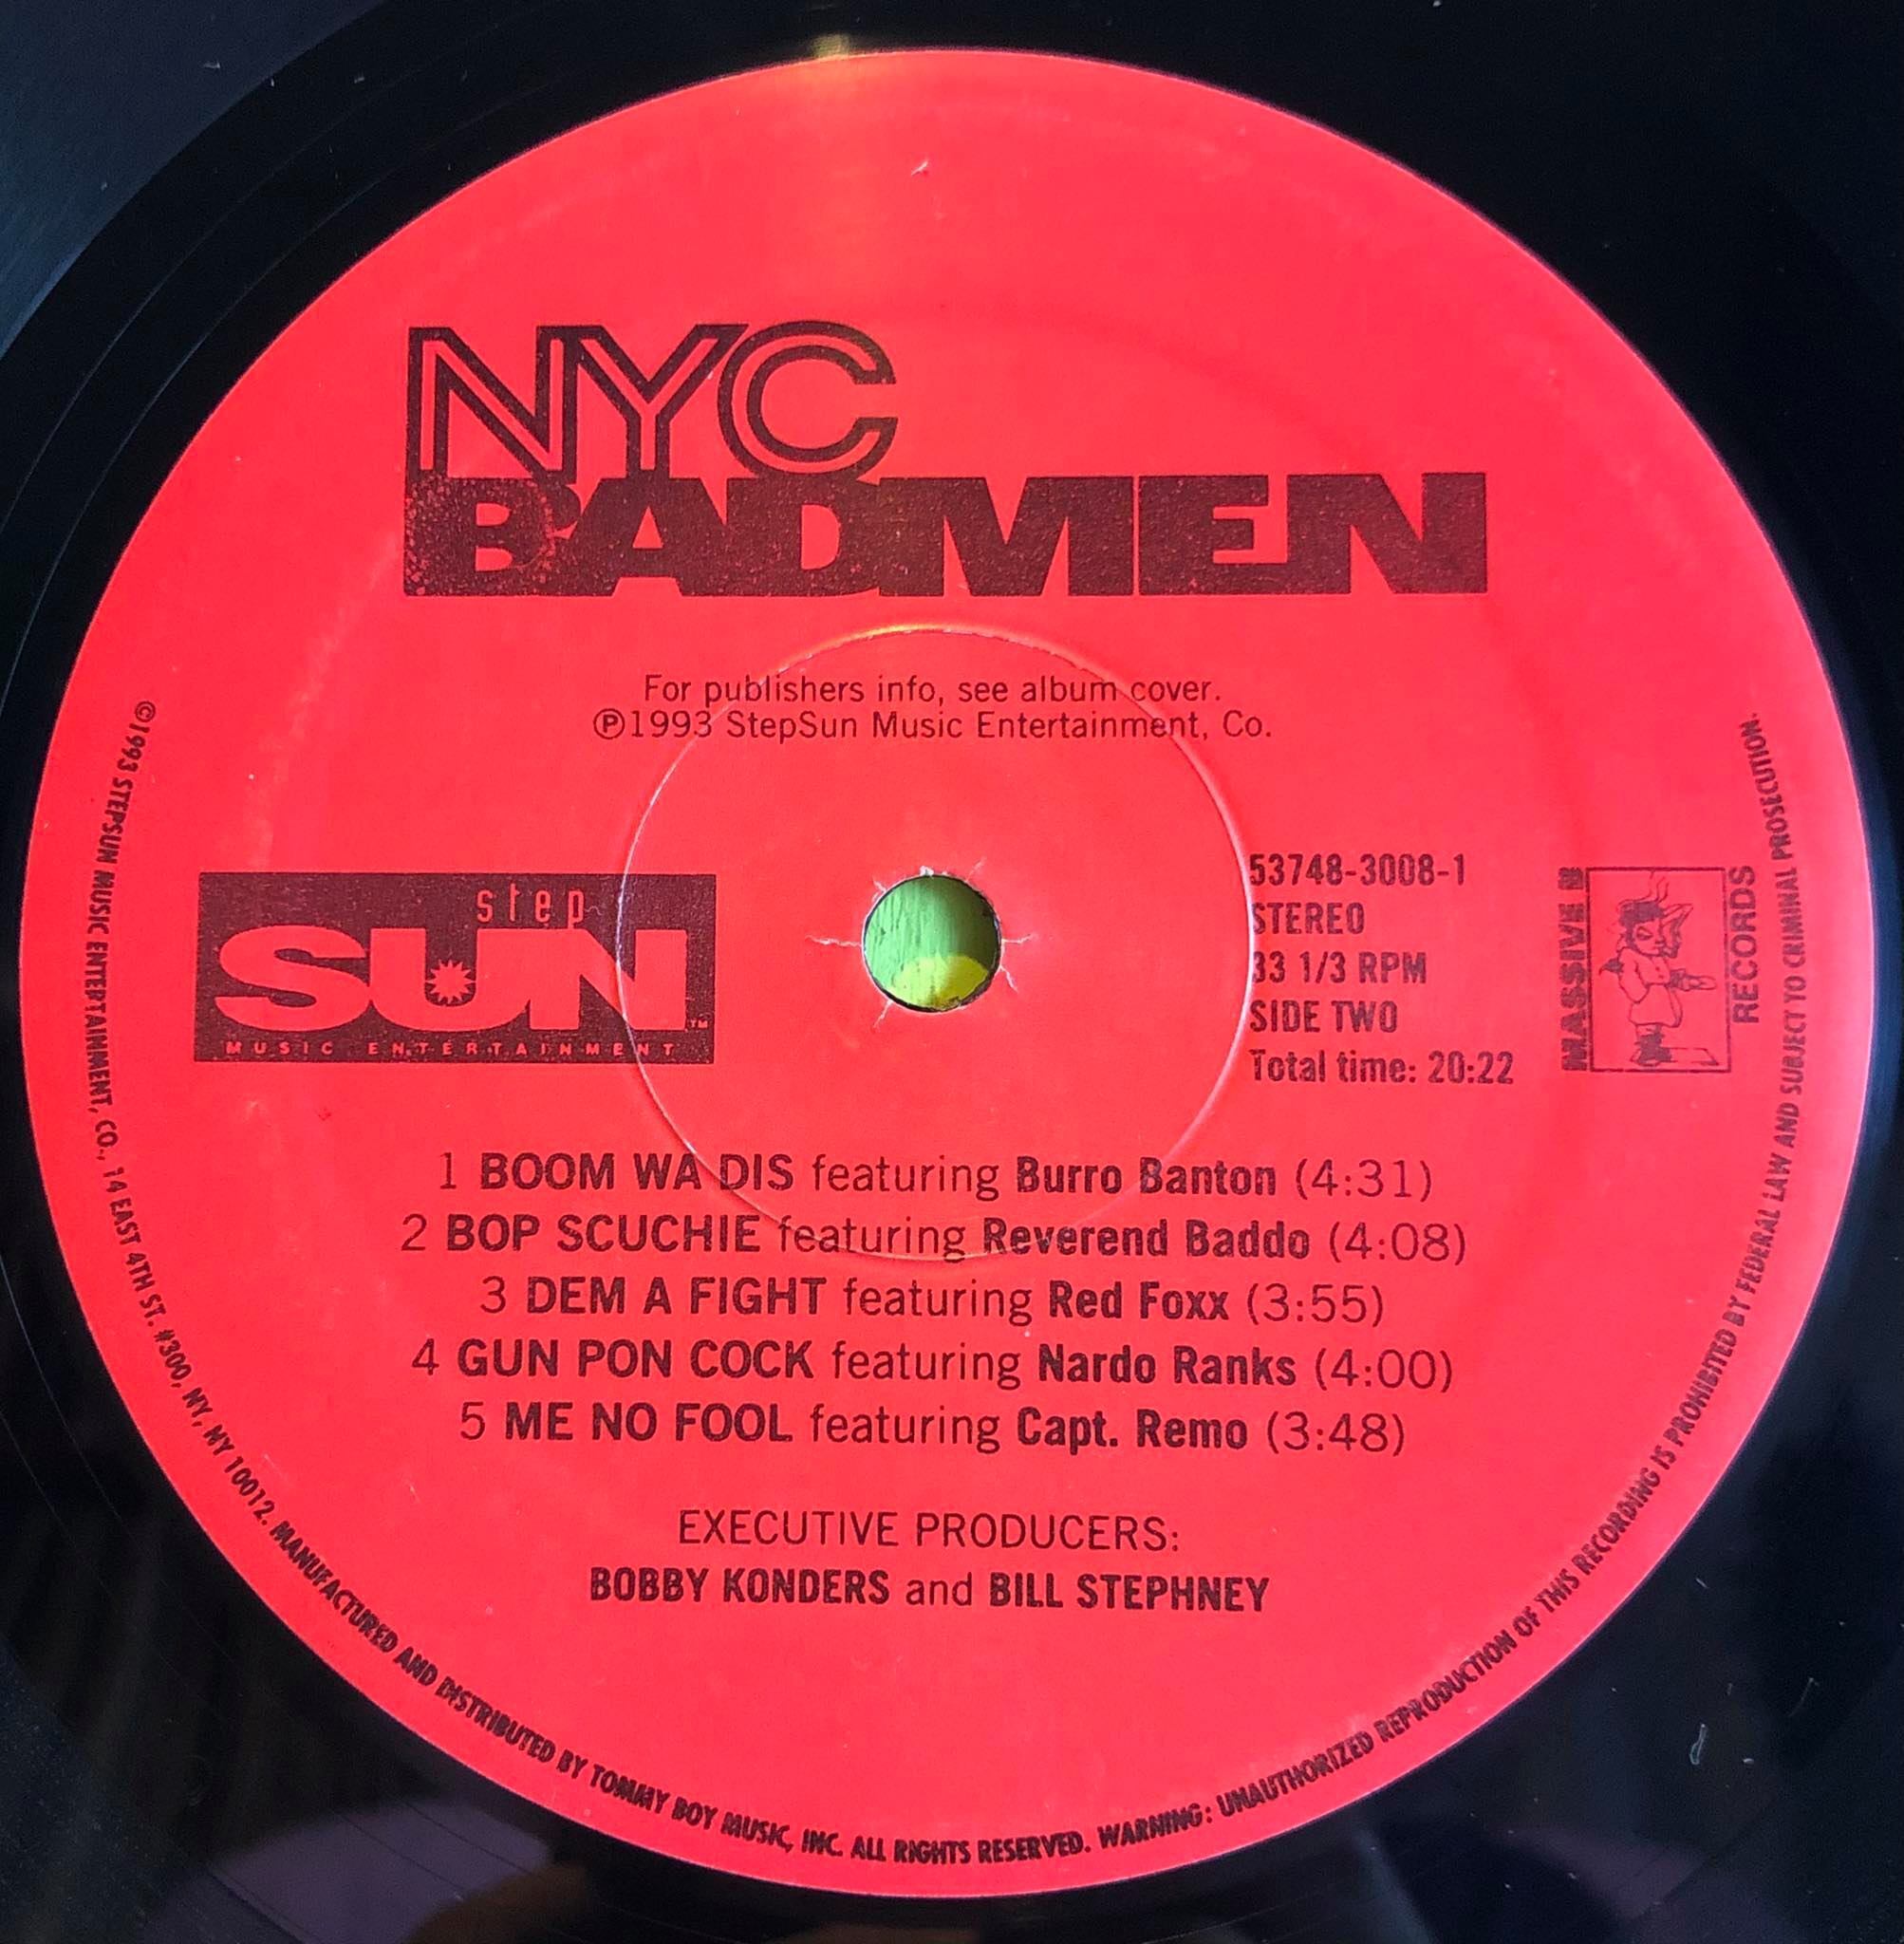 NYC
BADMEN
For publishers info, see album cover.
℗1993 StepSun Music Entertainment, Co.
step
SUN™
MUSIC ENTERTAINMENT
53748-3008-1
STEREO
33 1/3 RPM
SIDE TWO
Total time: 20:22
MASSIVE B
RECORDS
1 BOOM WA DIS featuring Burro Banton (4:31)
2 BOP SCUCHIE featuring Reverend Baddo (4:08)
3 DEM A FIGHT featuring Red Foxx (3:55)
4 GUN PON COCK featuring Nardo Ranks (4:00)
5 ME NO FOOL featuring Capt. Remo (3:48)
EXECUTIVE PRODUCERS:
BOBBY KONDERS and BILL STEPHNEY
©1993 STEPSUN MUSIC ENTERTAINMENT, CO., 14 EAST 4TH ST. #300, NY, NY 10012. MANUFACTURED AND DISTRIBUTED BY TOMMY BOY MUSIC, INC. ALL RIGHTS RESERVED. WARNING: UNAUTHORIZED REPRODUCTION OF THIS RECORDING IS PROHIBITED BY FEDERAL LAW AND SUBJECT TO CRIMINAL PROSECUTION.